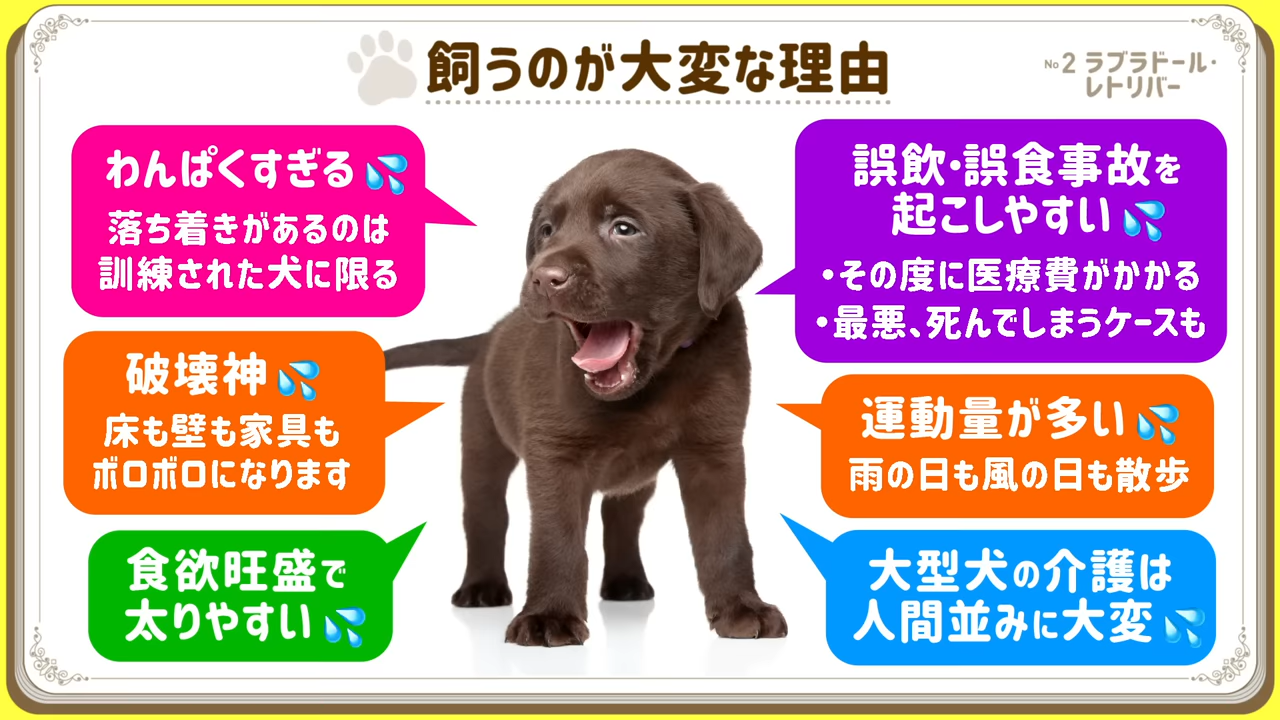 飼うのが大変な理由
No2 ラブラドール・
レトリバー
わんぱくすぎる💦
落ち着きがあるのは
訓練された犬に限る
破壊神💦
床も壁も家具も
ボロボロになります
食欲旺盛で
太りやすい💦
誤飲・誤食事故を
起こしやすい💦
・その度に医療費がかかる
・最悪、死んでしまうケースも
運動量が多い💦
雨の日も風の日も散歩
大型犬の介護は
人間並みに大変💦